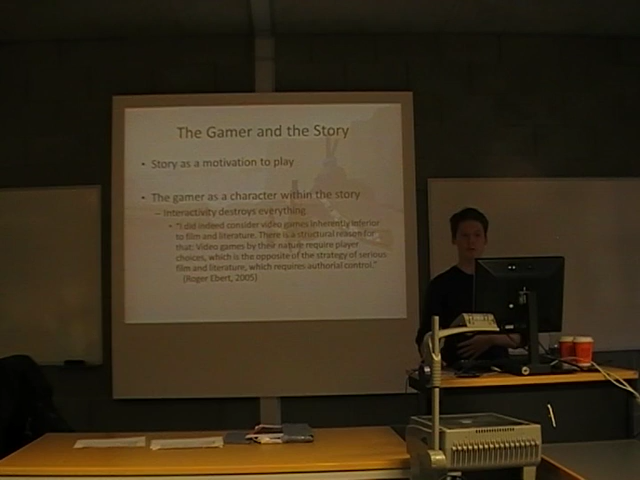 The Gamer and the Story
• Story as a motivation to play
• The gamer as a character within the story
– Interactivity destroys everything
• "I did indeed consider video games inherently inferior
to film and literature. There is a structural reason for
that: Video games by their nature require player
choices, which is the opposite of the strategy of serious
film and literature, which requires authorial control."
(Roger Ebert, 2005)